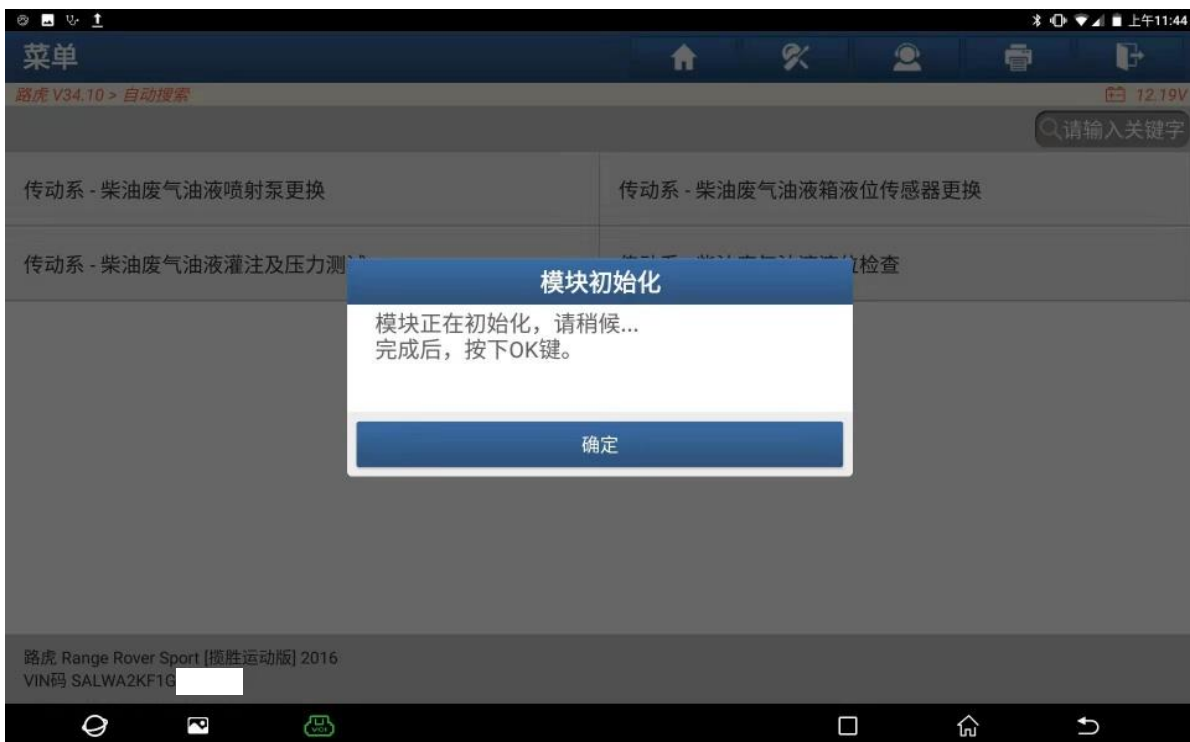 上午11:44
菜单
路虎 V34.10 > 自动搜索
12.19V
请输入关键字
传动系 - 柴油废气油液喷射泵更换
传动系 - 柴油废气油液箱液位传感器更换
传动系 - 柴油废气油液灌注及压力测
位检查
模块初始化
模块正在初始化，请稍候...
完成后，按下OK键。
确定
路虎 Range Rover Sport [揽胜运动版] 2016
VIN码 SALWA2KF1G
VCI